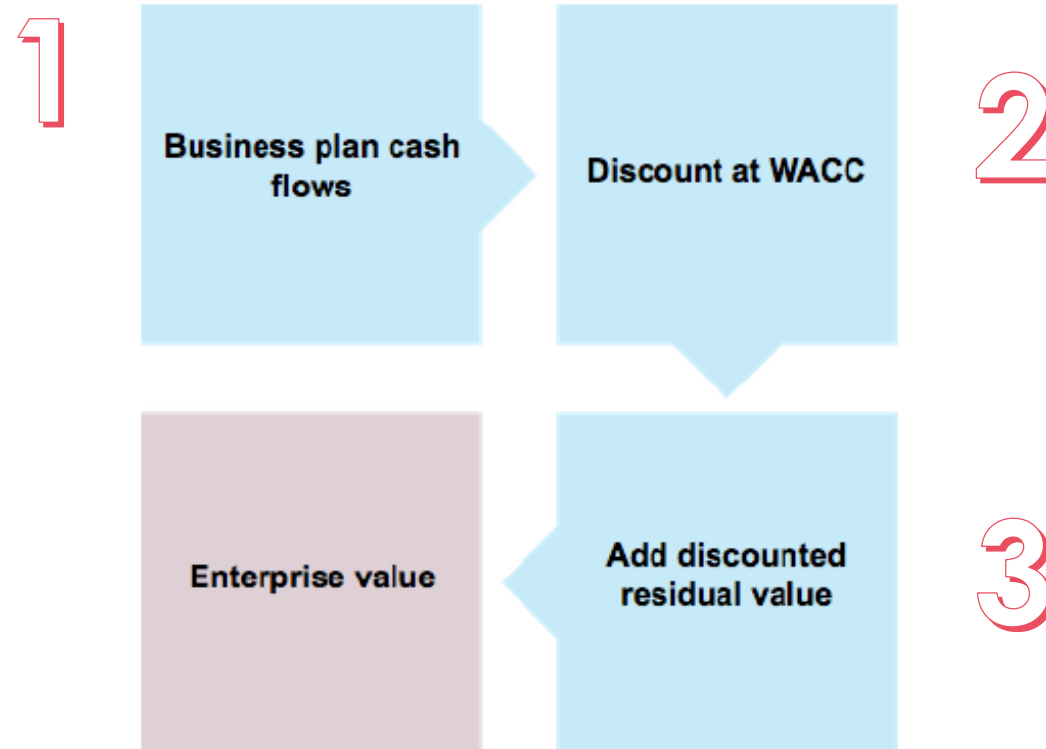 1
Business plan cash
flows
Discount at WACC
2
Enterprise value
Add discounted
residual value
3